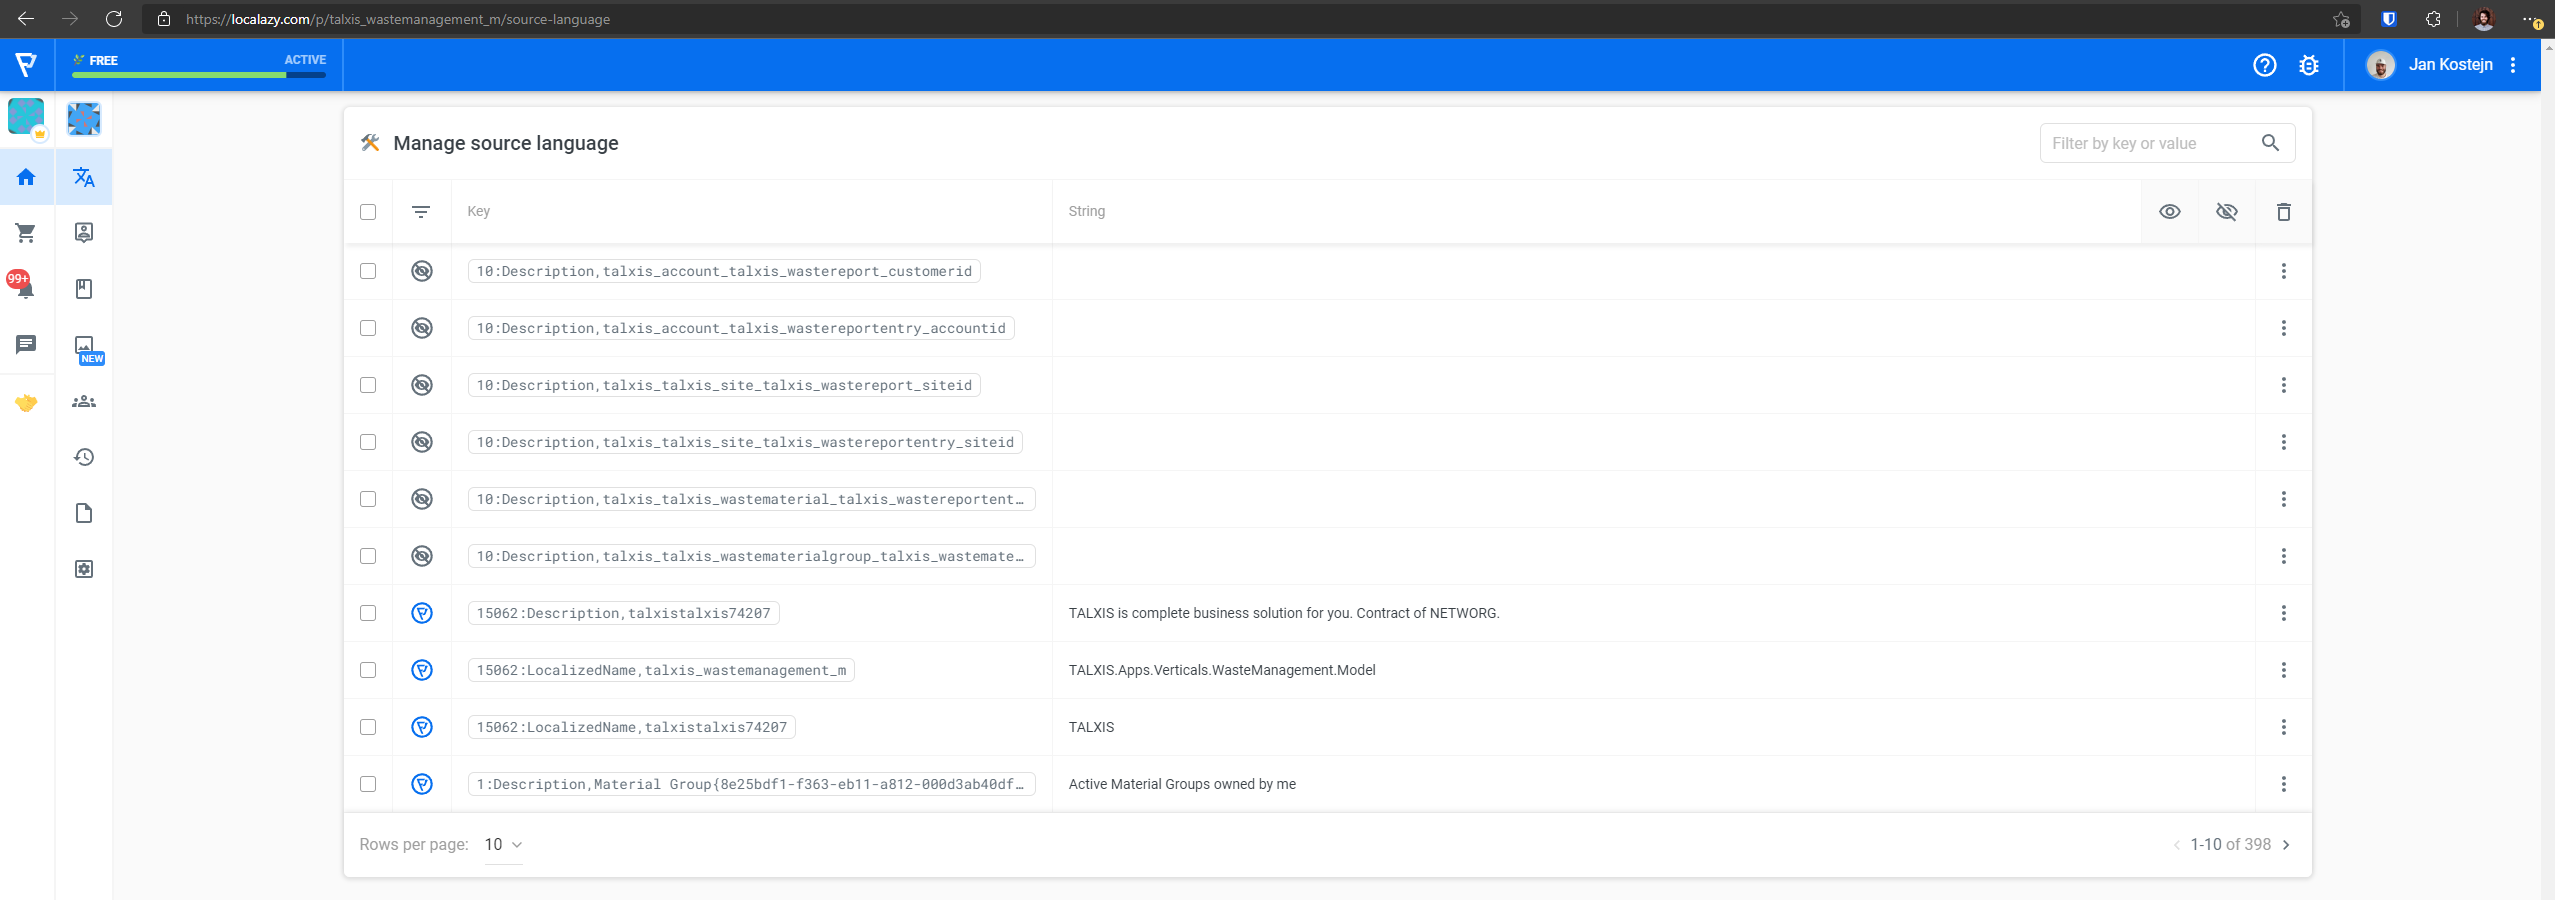 https://localazy.com/p/talxis_wastemanagement_m/source-language
FREE
ACTIVE
Jan Kostejn
Manage source language
Filter by key or value
Key
String
10:Description,talxis_account_talxis_wastereport_customerid
99+
10:Description,talxis_account_talxis_wastereportentry_accountid
NEW
10:Description,talxis_talxis_site_talxis_wastereport_siteid
10:Description,talxis_talxis_site_talxis_wastereportentry_siteid
10:Description,talxis_talxis_wastematerial_talxis_wastereportent…
10:Description,talxis_talxis_wastematerialgroup_talxis_wastemate…
15062:Description,talxistalxis74207
TALXIS is complete business solution for you. Contract of NETWORG.
15062:LocalizedName,talxis_wastemanagement_m
TALXIS.Apps.Verticals.WasteManagement.Model
15062:LocalizedName,talxistalxis74207
TALXIS
1:Description,Material Group{8e25bdf1-f363-eb11-a812-000d3ab40df…
Active Material Groups owned by me
Rows per page: 10
1-10 of 398